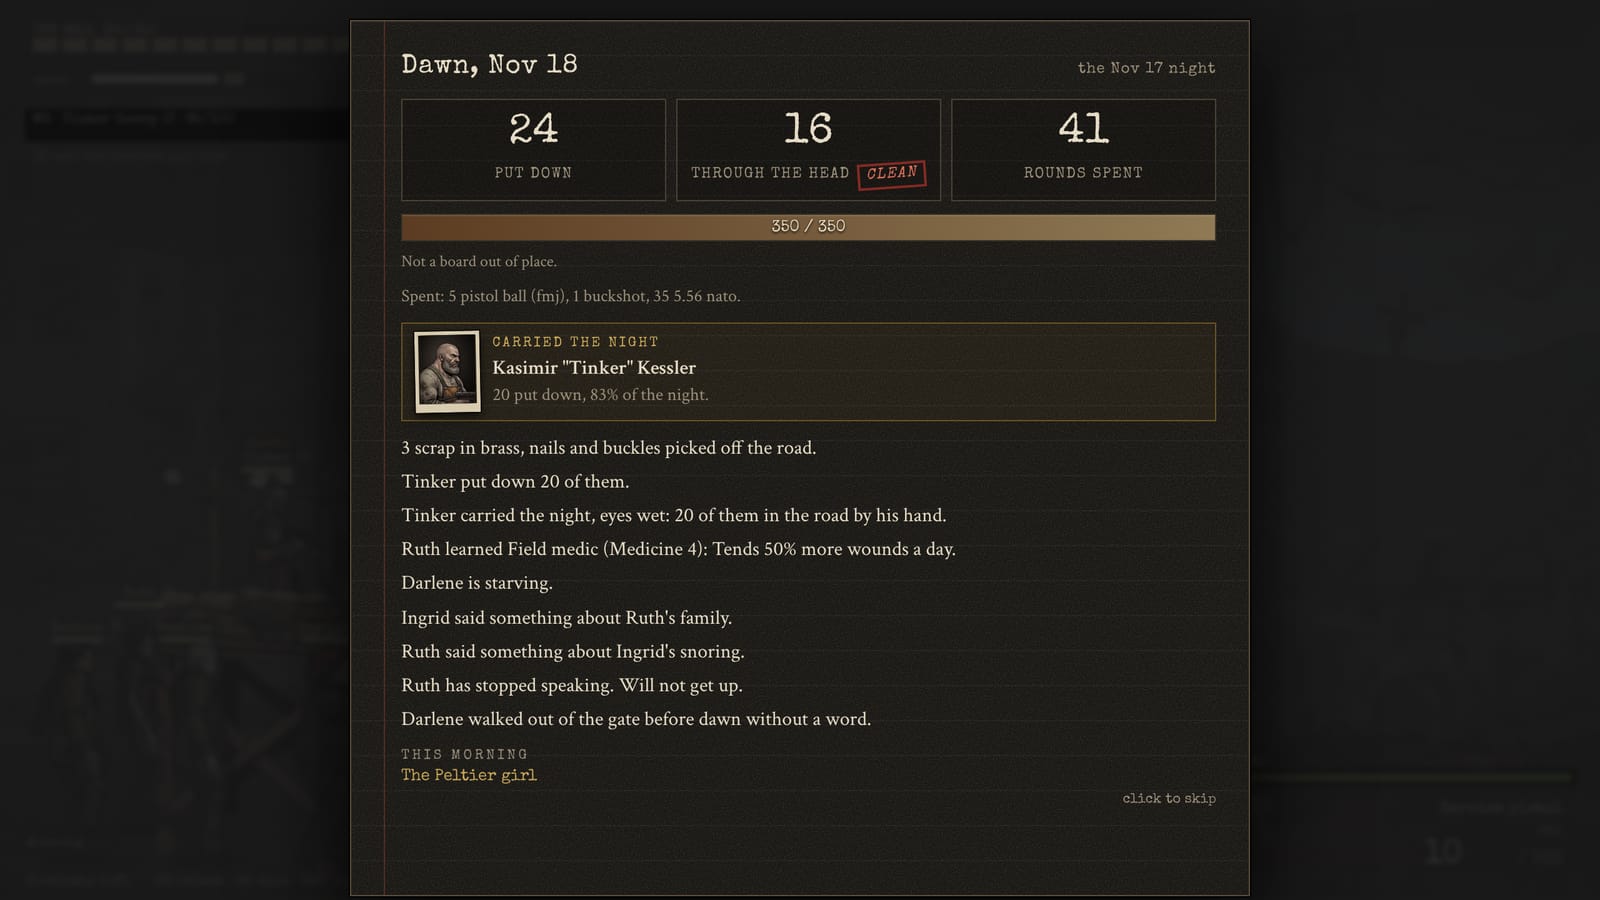 Dawn, Nov 18
the Nov 17 night
24
PUT DOWN
16
THROUGH THE HEAD CLEAN
41
ROUNDS SPENT
350 / 350
Not a board out of place.
Spent: 5 pistol ball (fmj), 1 buckshot, 35 5.56 nato.
CARRIED THE NIGHT
Kasimir "Tinker" Kessler
20 put down, 83% of the night.
3 scrap in brass, nails and buckles picked off the road.
Tinker put down 20 of them.
Tinker carried the night, eyes wet: 20 of them in the road by his hand.
Ruth learned Field medic (Medicine 4): Tends 50% more wounds a day.
Darlene is starving.
Ingrid said something about Ruth's family.
Ruth said something about Ingrid's snoring.
Ruth has stopped speaking. Will not get up.
Darlene walked out of the gate before dawn without a word.
THIS MORNING
The Peltier girl
click to skip
10